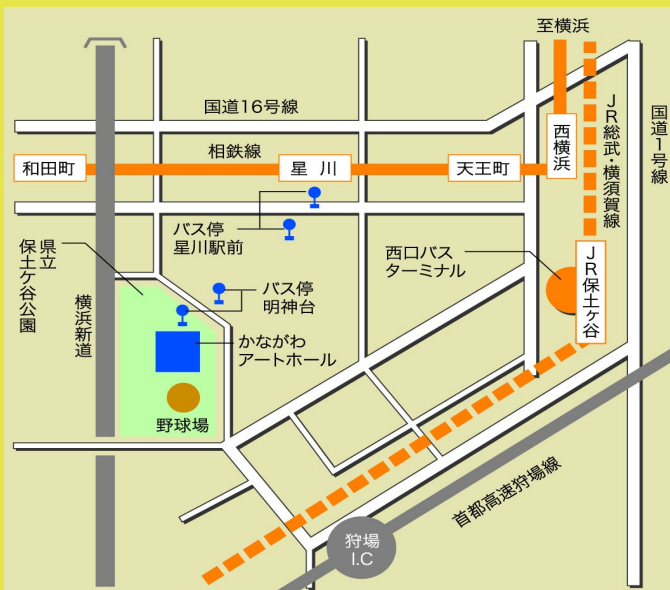 至横浜
国道16号線
国道1号線
JR総武・横須賀線
西横浜
相鉄線
和田町
星川
天王町
バス停
星川駅前
県立
保土ケ谷公園
西口バス
ターミナル
JR保土ヶ谷
横浜新道
バス停
明神台
かながわ
アートホール
野球場
首都高速狩場線
狩場
I.C